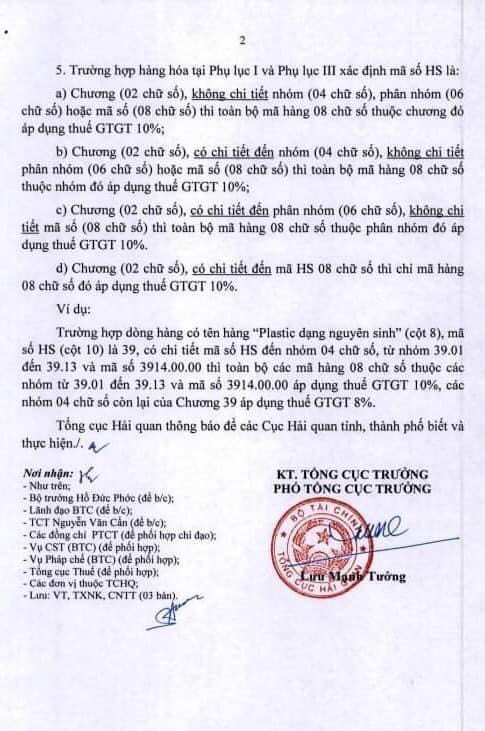 2
5. Trường hợp hàng hóa tại Phụ lục I và Phụ lục III xác định mã số HS là:
a) Chương (02 chữ số), không chi tiết nhóm (04 chữ số), phân nhóm (06
chữ số) hoặc mã số (08 chữ số) thì toàn bộ mã hàng 08 chữ số thuộc chương đó
áp dụng thuế GTGT 10%;
b) Chương (02 chữ số), có chi tiết đến nhóm (04 chữ số), không chi tiết
phân nhóm (06 chữ số) hoặc mã số (08 chữ số) thì toàn bộ mã hàng 08 chữ số
thuộc nhóm đó áp dụng thuế GTGT 10%;
c) Chương (02 chữ số), có chi tiết đến phân nhóm (06 chữ số), không chi
tiết mã số (08 chữ số) thì toàn bộ mã hàng 08 chữ số thuộc phân nhóm đó áp
dụng thuế GTGT 10%.
d) Chương (02 chữ số), có chi tiết đến mã HS 08 chữ số thì chỉ mã hàng
08 chữ số đó áp dụng thuế GTGT 10%.
Ví dụ:
Trường hợp dòng hàng có tên hàng “Plastic dạng nguyên sinh” (cột 8), mã
số HS (cột 10) là 39, có chi tiết mã số HS đến nhóm 04 chữ số, từ nhóm 39.01
đến 39.13 và mã số 3914.00.00 thì toàn bộ các mã hàng 08 chữ số thuộc các
nhóm từ 39.01 đến 39.13 và mã số 3914.00.00 áp dụng thuế GTGT 10%, các
nhóm 04 chữ số còn lại của Chương 39 áp dụng thuế GTGT 8%.
Tổng cục Hải quan thông báo để các Cục Hải quan tỉnh, thành phố biết và
thực hiện./.
Nơi nhận:
- Như trên;
- Bộ trưởng Hồ Đức Phớc (để b/c);
- Lãnh đạo BTC (để b/c);
- TCT Nguyễn Văn Cẩn (để b/c);
- Các đồng chí PTCT (để phối hợp chỉ đạo);
- Vụ CST (BTC) (để phối hợp);
- Vụ Pháp chế (BTC) (để phối hợp);
- Tổng cục Thuế (để phối hợp);
- Các đơn vị thuộc TCHQ;
- Lưu: VT, TXNK, CNTT (03 bản).
KT. TỔNG CỤC TRƯỞNG
PHÓ TỔNG CỤC TRƯỞNG
BỘ TÀI CHÍNH
TỔNG CỤC HẢI QUAN
Lưu Mạnh Tưởng